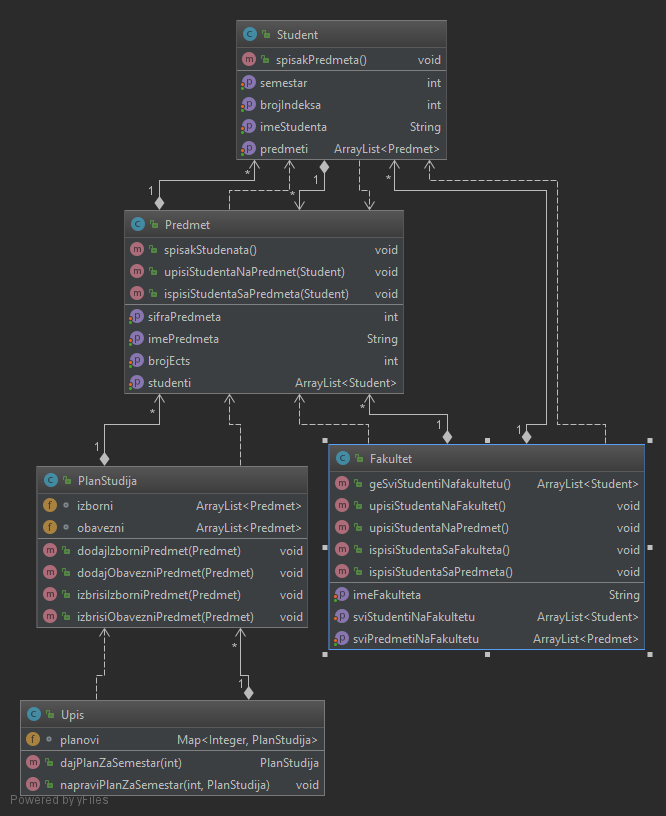 Student
spisakPredmeta() void
semestar int
brojIndeksa int
imeStudenta String
predmeti ArrayList<Predmet>
1 * * 1 *
Predmet
spisakStudenata() void
upisiStudentaNaPredmet(Student) void
ispisiStudentaSaPredmeta(Student) void
sifraPredmeta int
imePredmeta String
brojEcts int
studenti ArrayList<Student>
* *
1 1 1
PlanStudija
izborni ArrayList<Predmet>
obavezni ArrayList<Predmet>
dodajIzborniPredmet(Predmet) void
dodajObavezniPredmet(Predmet) void
izbrisiIzborniPredmet(Predmet) void
izbrisiObavezniPredmet(Predmet) void
Fakultet
geSviStudentiNafakultetu() ArrayList<Student>
upisiStudentaNaFakultet() void
upisiStudentaNaPredmet() void
ispisiStudentaSaFakulteta() void
ispisiStudentaSaPredmeta() void
imeFakulteta String
sviStudentiNaFakultetu ArrayList<Student>
sviPredmetiNaFakultetu ArrayList<Predmet>
*
1
Upis
planovi Map<Integer, PlanStudija>
dajPlanZaSemestar(int) PlanStudija
napraviPlanZaSemestar(int, PlanStudija) void
Powered by yFiles